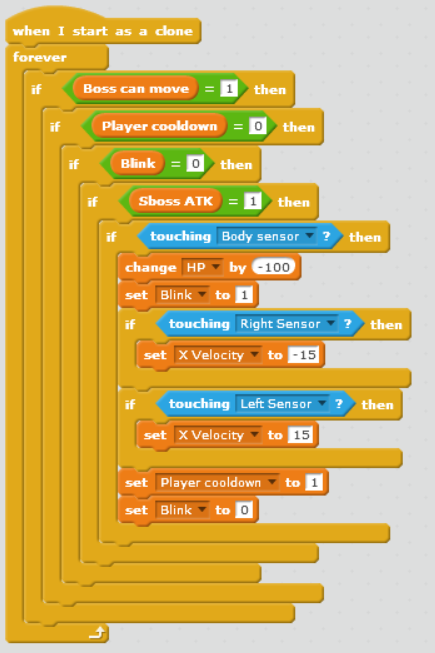 when I start as a clone
forever
if Boss can move = 1 then
if Player cooldown = 0 then
if Blink = 0 then
if Sboss ATK = 1 then
if touching Body sensor ? then
change HP by -100
set Blink to 1
if touching Right Sensor ? then
set X Velocity to -15
if touching Left Sensor ? then
set X Velocity to 15
set Player cooldown to 1
set Blink to 0